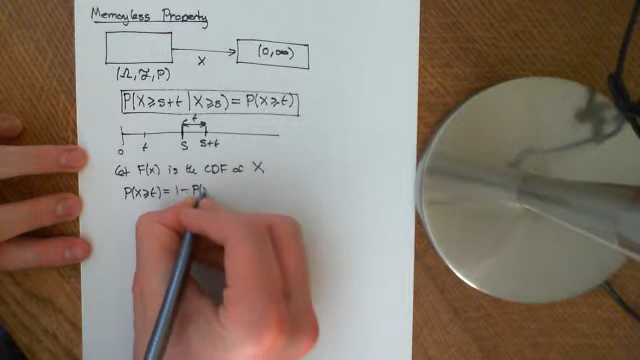 Memoryless Property
X (0,∞)
(Ω, ℱ, P)
P(X⩾s+t | X⩾s) = P(X⩾t)
t
0 t s s+t
Let F(x) is the CDF of X
P(X⩾t) = 1 − P(